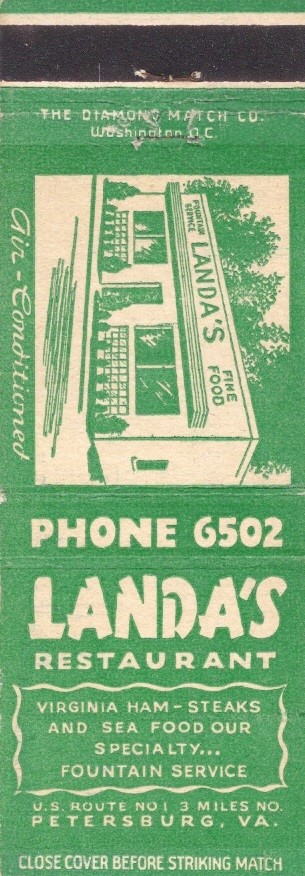 THE DIAMOND MATCH CO.
Washington D.C.
Air-Conditioned
FOUNTAIN
SERVICE
LANDA'S
FINE
FOOD
PHONE 6502
LANDA'S
RESTAURANT
VIRGINIA HAM - STEAKS
AND SEA FOOD OUR
SPECIALTY...
FOUNTAIN SERVICE
U.S. ROUTE NO 1 3 MILES NO.
PETERSBURG, VA.
CLOSE COVER BEFORE STRIKING MATCH